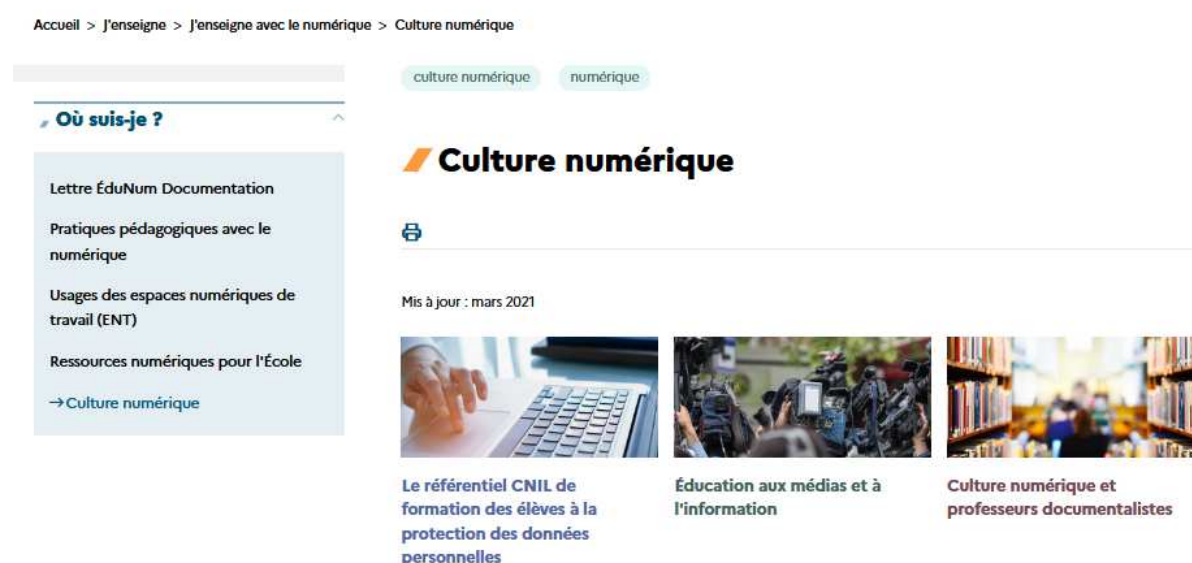 Accueil > J'enseigne > J'enseigne avec le numérique > Culture numérique
Où suis-je ?
Lettre ÉduNum Documentation
Pratiques pédagogiques avec le
numérique
Usages des espaces numériques de
travail (ENT)
Ressources numériques pour l'École
→Culture numérique
culture numérique numérique
Culture numérique
Mis à jour : mars 2021
Le référentiel CNIL de
formation des élèves à la
protection des données
personnelles
Éducation aux médias et à
l'information
Culture numérique et
professeurs documentalistes